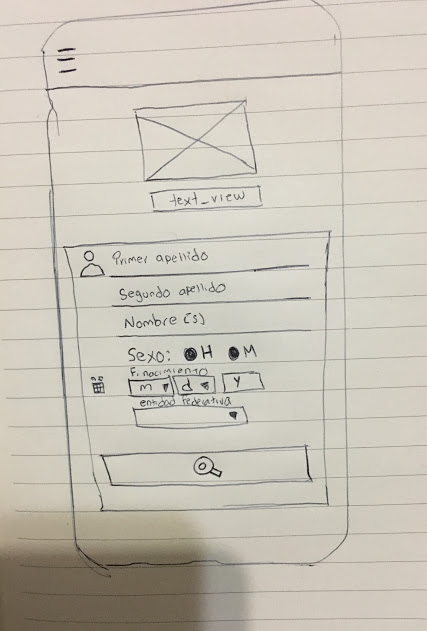 text_view
Primer apellido
Segundo apellido
Nombre (s)
Sexo: H M
F. nacimiento
m d y
entidad Federativa